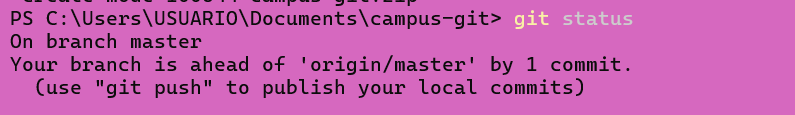 PS C:\Users\USUARIO\Documents\campus-git> git status
On branch master
Your branch is ahead of 'origin/master' by 1 commit.
  (use "git push" to publish your local commits)